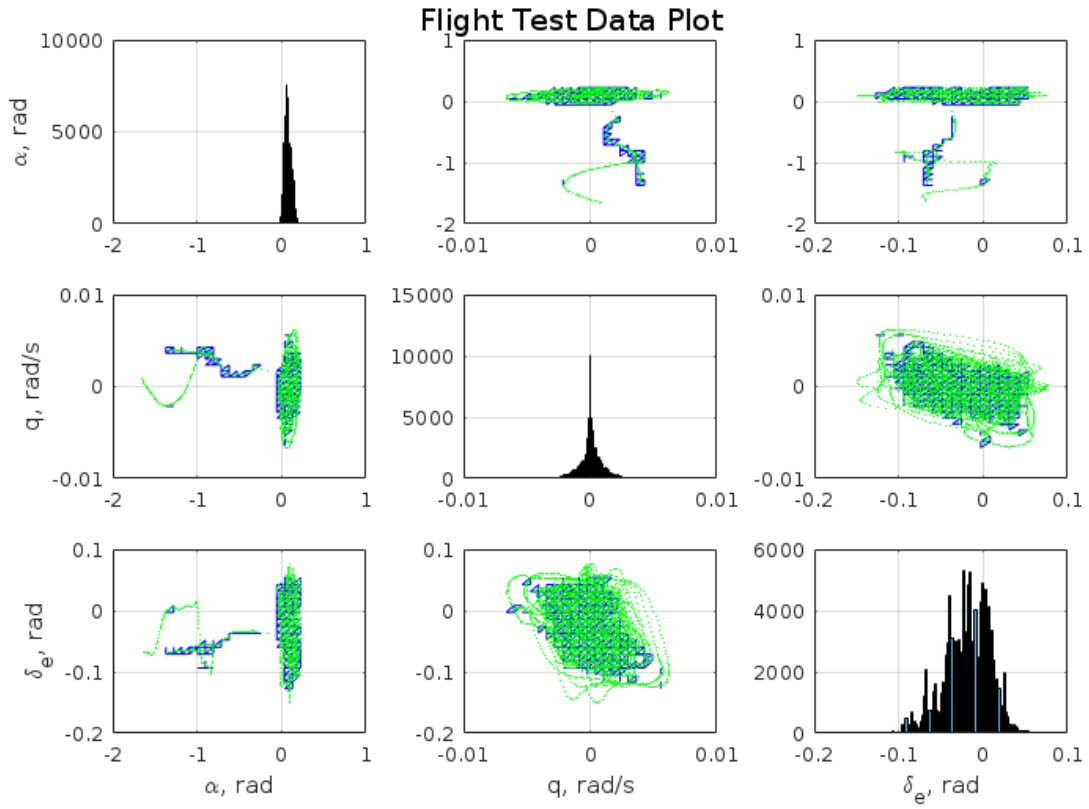 Flight Test Data Plot
α, rad
10000
5000
0
-2 -1 0 1
1
0
-1
-2
-0.01 0 0.01
1
0
-1
-2
-0.2 -0.1 0 0.1
q, rad/s
0.01
0
-0.01
-2 -1 0 1
15000
10000
5000
0
-0.01 0 0.01
0.01
0
-0.01
-0.2 -0.1 0 0.1
δe, rad
0.1
0
-0.1
-0.2
-2 -1 0 1
α, rad
0.1
0
-0.1
-0.2
-0.01 0 0.01
q, rad/s
6000
4000
2000
0
-0.2 -0.1 0 0.1
δe, rad